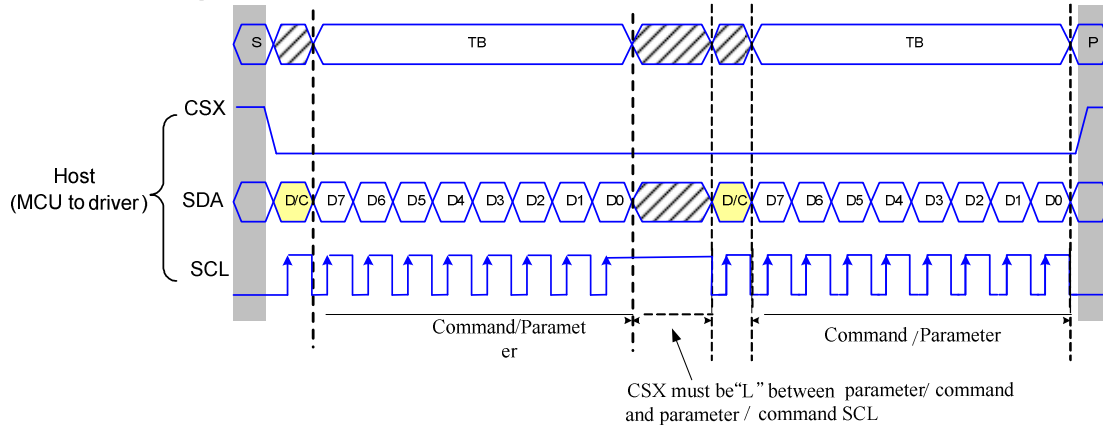 S TB TB P
CSX
Host
(MCU to driver)
SDA D/C D7 D6 D5 D4 D3 D2 D1 D0 D/C D7 D6 D5 D4 D3 D2 D1 D0
SCL
Command/Paramet
er
Command /Parameter
CSX must be“L” between parameter/ command
and parameter / command SCL